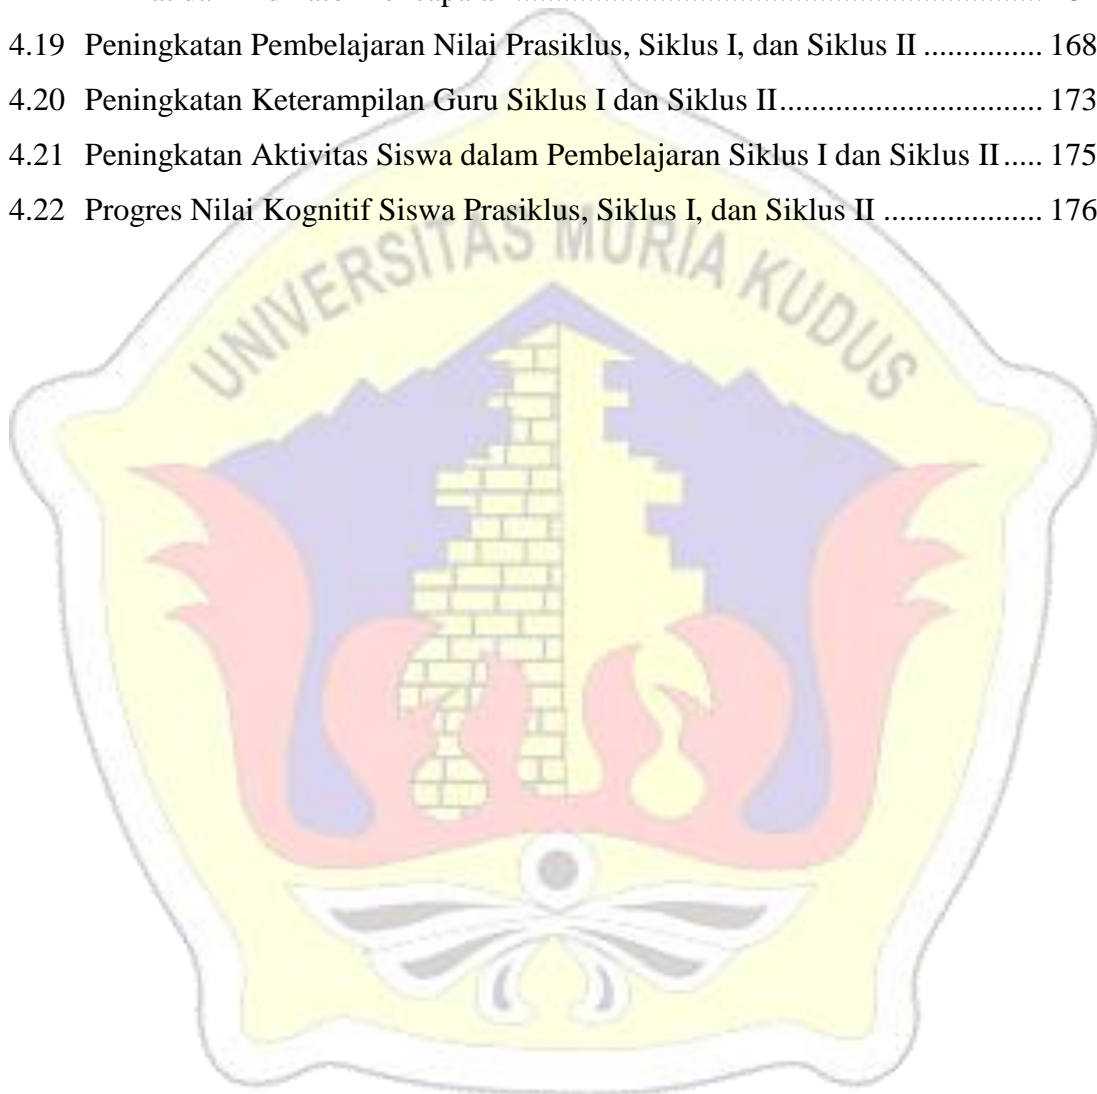 4.19 Peningkatan Pembelajaran Nilai Prasiklus, Siklus I, dan Siklus II ............... 168
4.20 Peningkatan Keterampilan Guru Siklus I dan Siklus II................................. 173
4.21 Peningkatan Aktivitas Siswa dalam Pembelajaran Siklus I dan Siklus II..... 175
4.22 Progres Nilai Kognitif Siswa Prasiklus, Siklus I, dan Siklus II .................... 176
UNIVERSITAS MURIA KUDUS